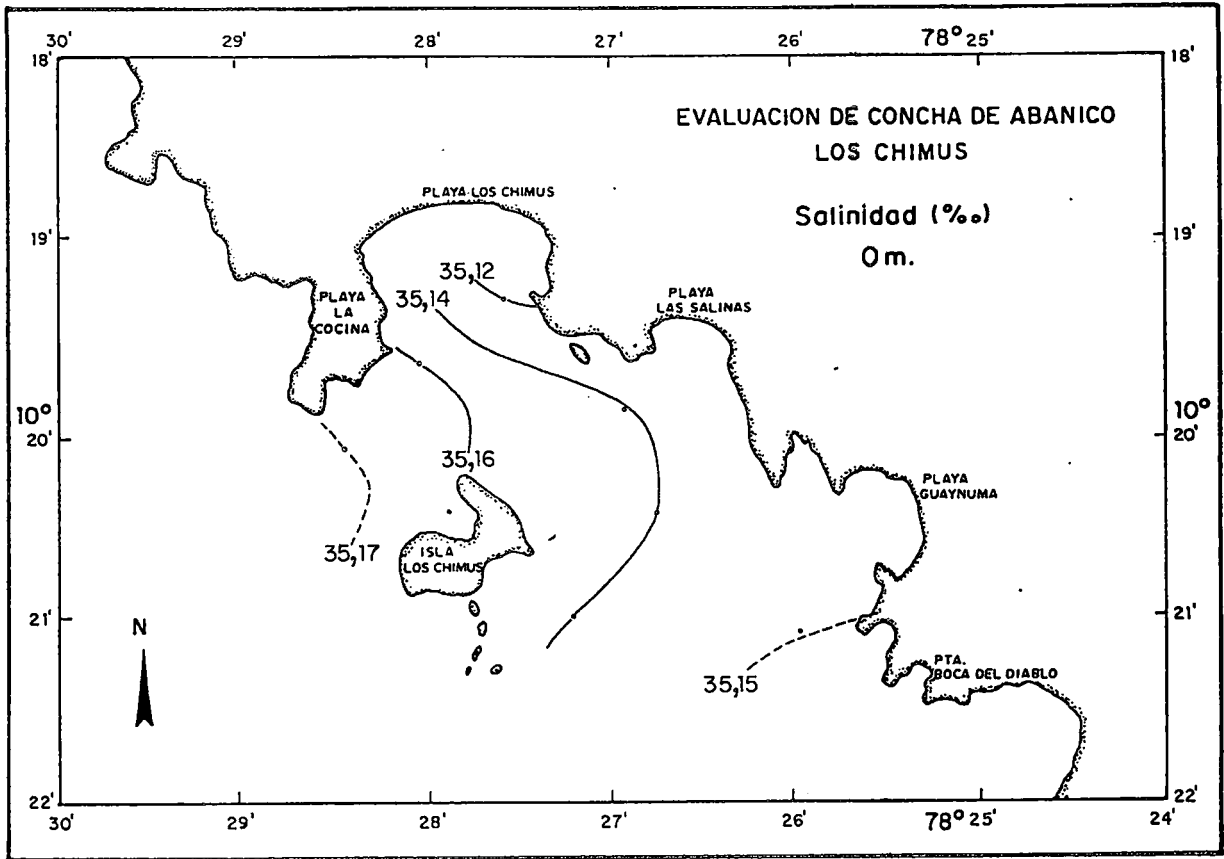 30' 29' 28' 27' 26' 78° 25'
18' 18'
EVALUACION DE CONCHA DE ABANICO
LOS CHIMUS
Salinidad (‰)
0 m.
PLAYA LOS CHIMUS
19' 19'
35,12
35,14
PLAYA
LA
COCINA
PLAYA
LAS SALINAS
10° 10°
20' 20'
35,16
PLAYA
GUAYNUMA
35,17
ISLA
LOS CHIMUS
21' 21'
N
35,15
PTA.
BOCA DEL DIABLO
22' 22'
30' 29' 28' 27' 26' 78° 25' 24'